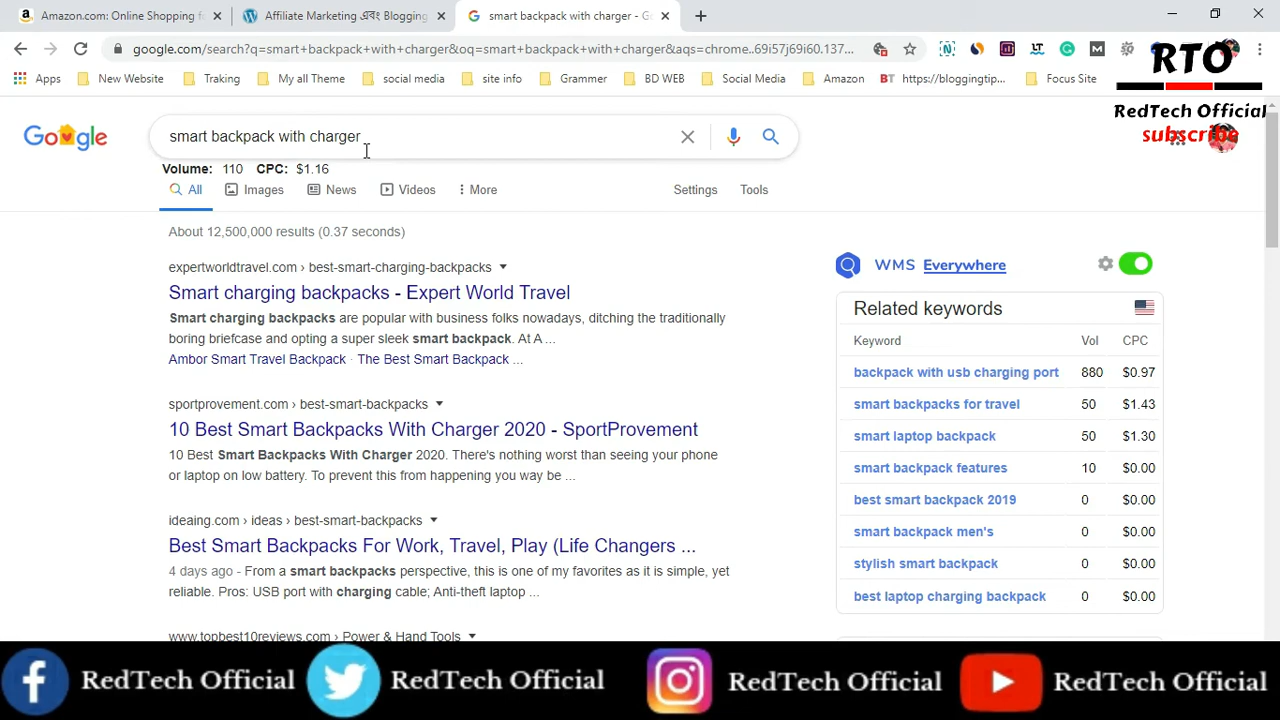 Amazon.com: Online Shopping f
Affiliate Marketing এবং Blogging
smart backpack with charger - Go
google.com/search?q=smart+backpack+with+charger&oq=smart+backpack+with+charger&aqs=chrome..69i57j69i60.137...
Apps
New Website
Traking
My all Theme
social media
site info
Grammer
BD WEB
Social Media
Amazon
https://bloggingtip...
Focus Site
RTO
RedTech Official
subscribe
Google
smart backpack with charger
Volume: 110 CPC: $1.16
All
Images
News
Videos
More
Settings
Tools
About 12,500,000 results (0.37 seconds)
expertworldtravel.com › best-smart-charging-backpacks
Smart charging backpacks - Expert World Travel
Smart charging backpacks are popular with business folks nowadays, ditching the traditionally
boring briefcase and opting a super sleek smart backpack. At A ...
Ambor Smart Travel Backpack · The Best Smart Backpack ...
sportprovement.com › best-smart-backpacks
10 Best Smart Backpacks With Charger 2020 - SportProvement
10 Best Smart Backpacks With Charger 2020. There's nothing worst than seeing your phone
or laptop on low battery. To prevent this from happening you way be ...
ideaing.com › ideas › best-smart-backpacks
Best Smart Backpacks For Work, Travel, Play (Life Changers ...
4 days ago - From a smart backpacks perspective, this is one of my favorites as it is simple, yet
reliable. Pros: USB port with charging cable; Anti-theft laptop ...
www.topbest10reviews.com › Power & Hand Tools
WMS Everywhere
Related keywords
Keyword Vol CPC
backpack with usb charging port 880 $0.97
smart backpacks for travel 50 $1.43
smart laptop backpack 50 $1.30
smart backpack features 10 $0.00
best smart backpack 2019 0 $0.00
smart backpack men's 0 $0.00
stylish smart backpack 0 $0.00
best laptop charging backpack 0 $0.00
RedTech Official
RedTech Official
RedTech Official
RedTech Official